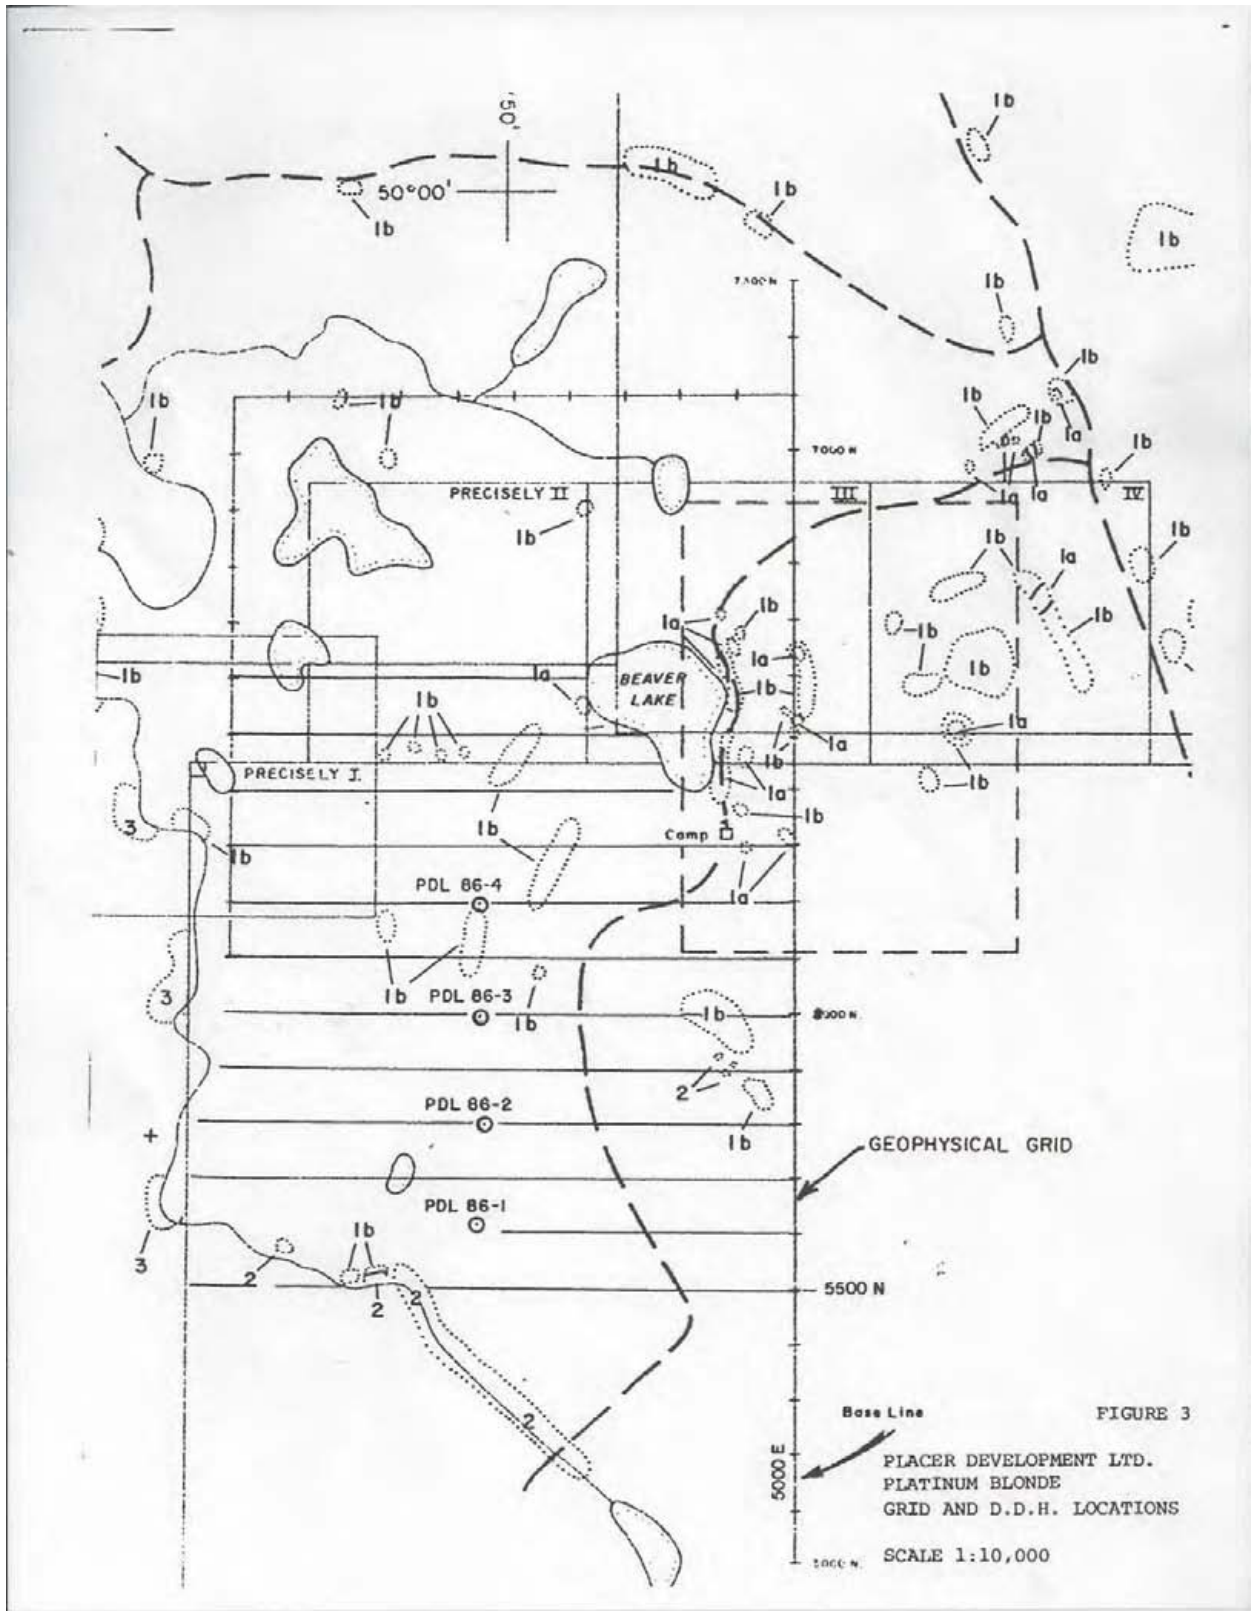 50'
1b
1b
50°00'
1b
1b
1b
1b
1b
1b
7000 N
1b
1b
1b
1b
1b
1a
1b
1a
1a
PRECISELY II
III
IV
1b
1b
1b
1a
1b
1b
1b
1a
1b
1a
1b
1b
BEAVER
LAKE
1a
1b
1b
1b
1a
1a
1b
1b
1a
1b
PRECISELY I
3
1b
1b
Camp
1b
1a
PDL 86-4
1b
3
PDL 86-3
1b
1b
2
PDL 86-2
1b
GEOPHYSICAL GRID
PDL 86-1
3
2
1b
2
2
5500 N
2
Base Line
5000 E
FIGURE 3
PLACER DEVELOPMENT LTD.
PLATINUM BLONDE
GRID AND D.D.H. LOCATIONS
SCALE 1:10,000